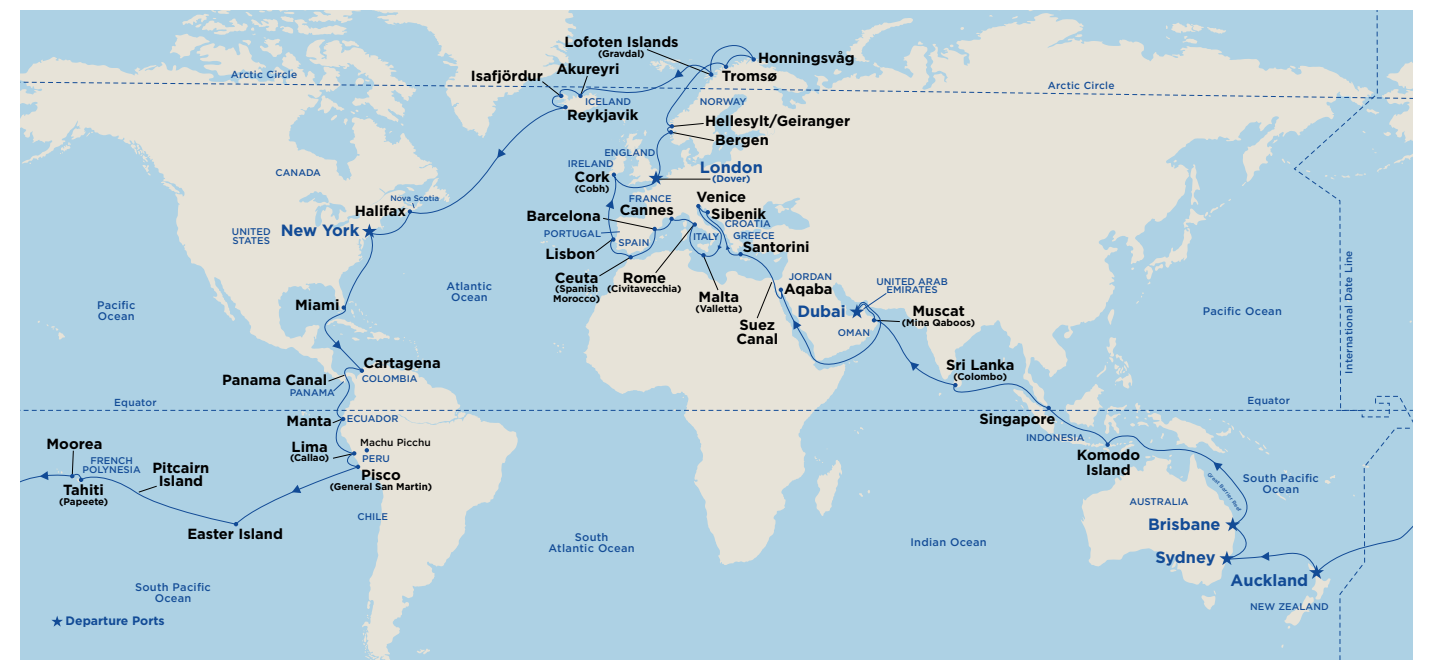 Lofoten Islands
(Gravdal)
Honningsvåg
Isafjördur
Akureyri
Tromsø
Arctic Circle
Arctic Circle
ICELAND
NORWAY
Reykjavik
Hellesylt/Geiranger
Bergen
ENGLAND
IRELAND
London
(Dover)
CANADA
Cork
(Cobh)
Nova Scotia
Halifax
FRANCE
Venice
Cannes
Sibenik
Barcelona
CROATIA
UNITED
STATES
New York
PORTUGAL
SPAIN
ITALY
GREECE
Santorini
Lisbon
Ceuta
(Spanish
Morocco)
Rome
(Civitavecchia)
JORDAN
Aqaba
UNITED ARAB
EMIRATES
Atlantic
Ocean
Malta
(Valletta)
Pacific
Ocean
Miami
Dubai
Muscat
(Mina Qaboos)
Pacific Ocean
International Date Line
Suez
Canal
OMAN
Cartagena
COLOMBIA
Panama Canal
PANAMA
Sri Lanka
(Colombo)
Equator
Equator
Manta
ECUADOR
Singapore
INDONESIA
Moorea
FRENCH
POLYNESIA
Machu Picchu
Lima
(Callao)
PERU
Komodo
Island
Pitcairn
Island
Pisco
(General San Martin)
Tahiti
(Papeete)
Great Barrier Reef
South Pacific
Ocean
AUSTRALIA
CHILE
Brisbane
Easter Island
South
Atlantic Ocean
Indian Ocean
Sydney
Auckland
South Pacific
Ocean
NEW ZEALAND
Departure Ports